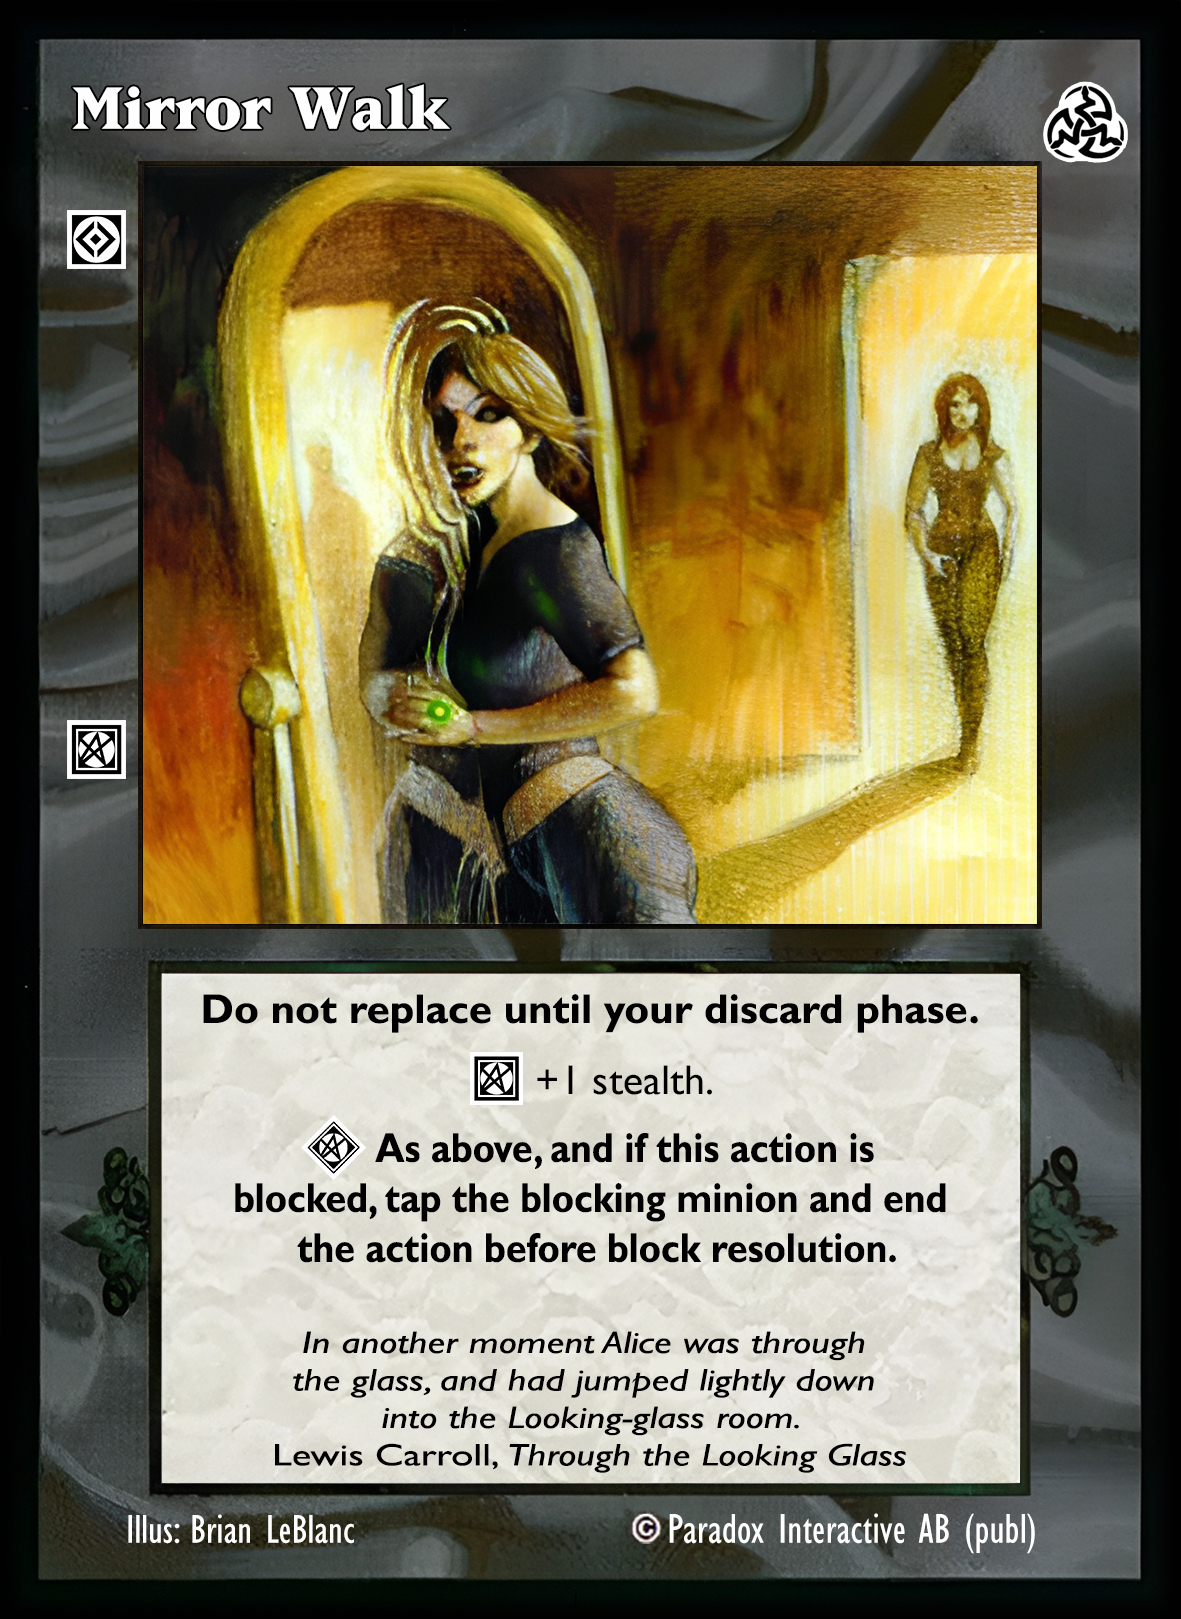 Mirror Walk
Do not replace until your discard phase.
+1 stealth.
As above, and if this action is
blocked, tap the blocking minion and end
the action before block resolution.
In another moment Alice was through
the glass, and had jumped lightly down
into the Looking-glass room.
Lewis Carroll, Through the Looking Glass
Illus: Brian LeBlanc
© Paradox Interactive AB (publ)